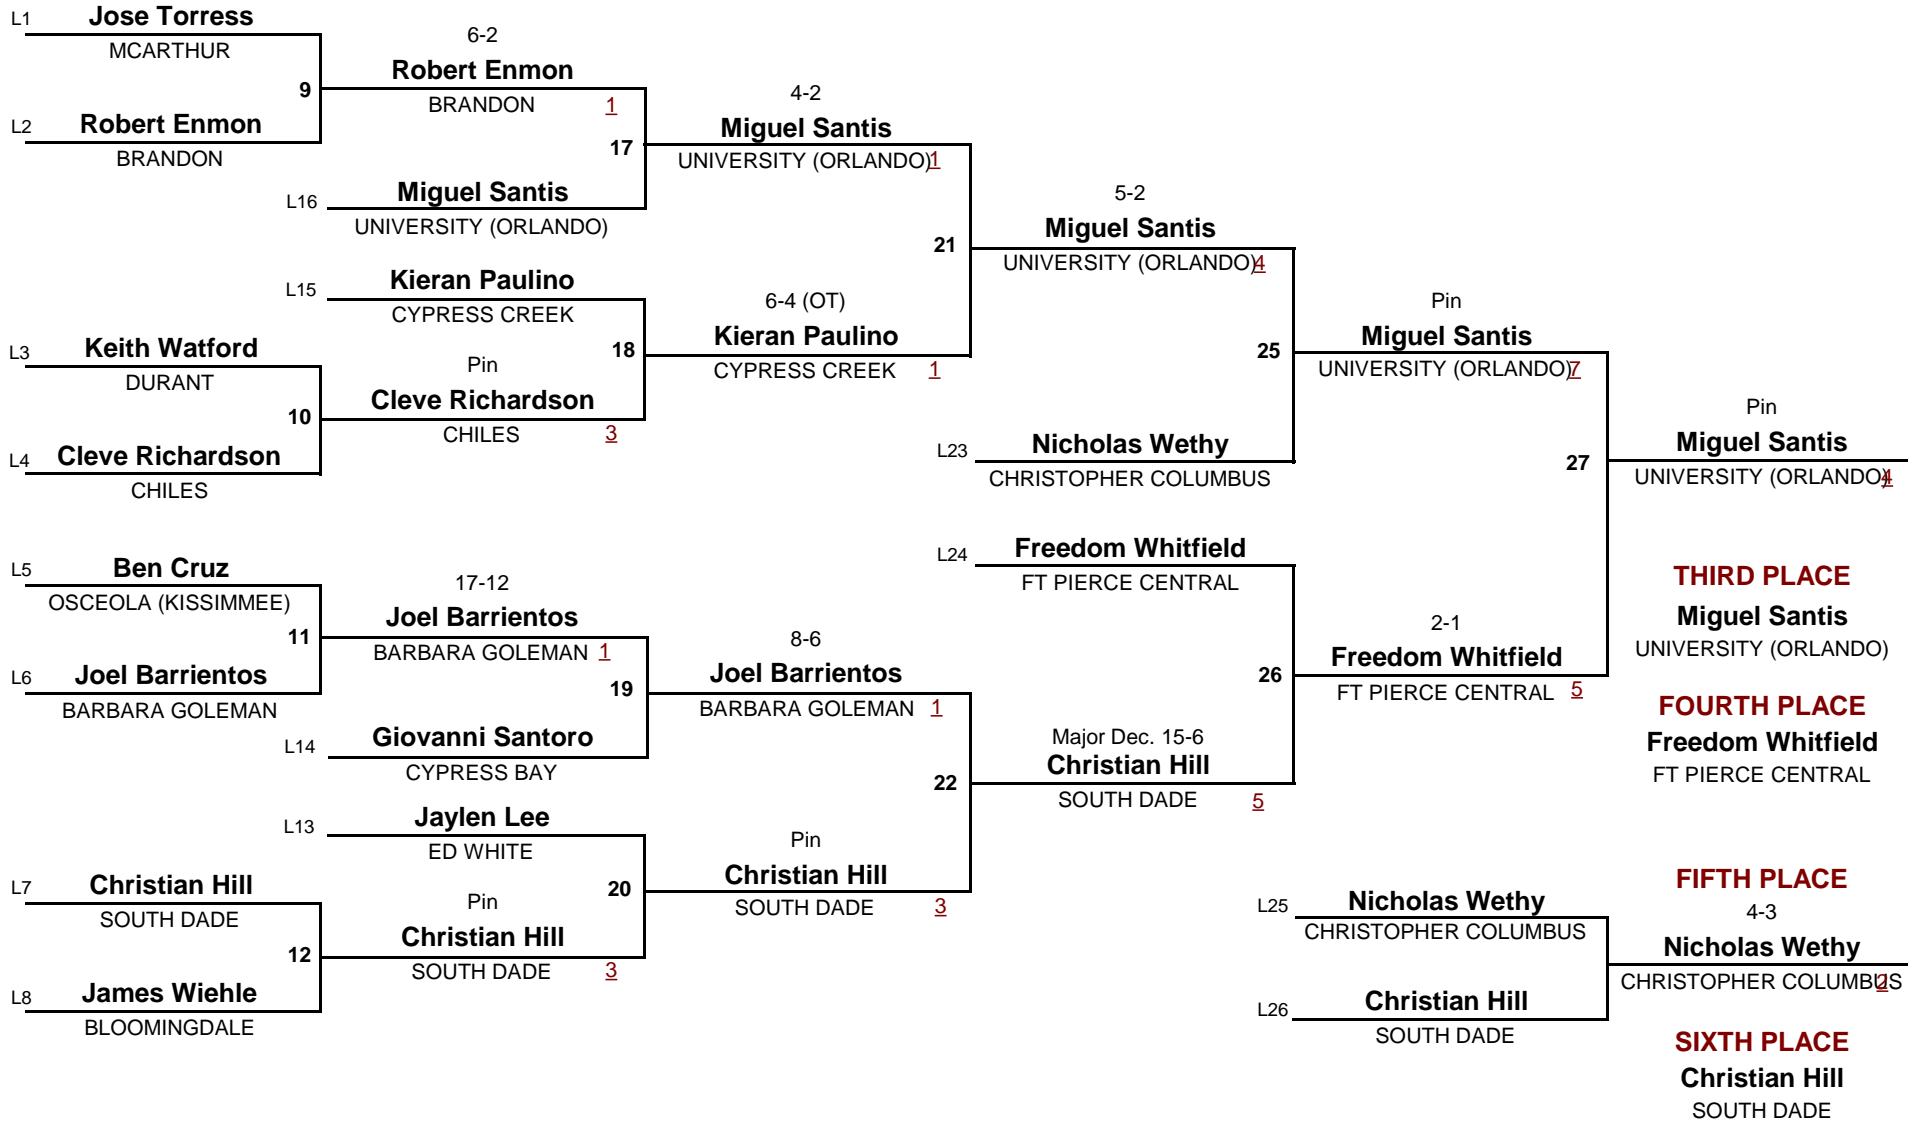 L1 Jose Torress
MCARTHUR
9
L2 Robert Enmon
BRANDON
6-2
Robert Enmon
BRANDON 1
17
L16 Miguel Santis
UNIVERSITY (ORLANDO)
4-2
Miguel Santis
UNIVERSITY (ORLANDO) 1
21
L15 Kieran Paulino
CYPRESS CREEK
18
L3 Keith Watford
DURANT
10
L4 Cleve Richardson
CHILES
Pin
Cleve Richardson
CHILES 3
6-4 (OT)
Kieran Paulino
CYPRESS CREEK 1
5-2
Miguel Santis
UNIVERSITY (ORLANDO) 4
25
L23 Nicholas Wethy
CHRISTOPHER COLUMBUS
Pin
Miguel Santis
UNIVERSITY (ORLANDO) 7
27
Pin
Miguel Santis
UNIVERSITY (ORLANDO) 4
L5 Ben Cruz
OSCEOLA (KISSIMMEE)
11
L6 Joel Barrientos
BARBARA GOLEMAN
17-12
Joel Barrientos
BARBARA GOLEMAN 1
19
L14 Giovanni Santoro
CYPRESS BAY
8-6
Joel Barrientos
BARBARA GOLEMAN 1
22
L13 Jaylen Lee
ED WHITE
20
L7 Christian Hill
SOUTH DADE
12
L8 James Wiehle
BLOOMINGDALE
Pin
Christian Hill
SOUTH DADE 3
Pin
Christian Hill
SOUTH DADE 3
L24 Freedom Whitfield
FT PIERCE CENTRAL
26
Major Dec. 15-6
Christian Hill
SOUTH DADE 5
2-1
Freedom Whitfield
FT PIERCE CENTRAL 5
THIRD PLACE
Miguel Santis
UNIVERSITY (ORLANDO)
FOURTH PLACE
Freedom Whitfield
FT PIERCE CENTRAL
L25 Nicholas Wethy
CHRISTOPHER COLUMBUS
L26 Christian Hill
SOUTH DADE
FIFTH PLACE
4-3
Nicholas Wethy
CHRISTOPHER COLUMBUS 2
SIXTH PLACE
Christian Hill
SOUTH DADE